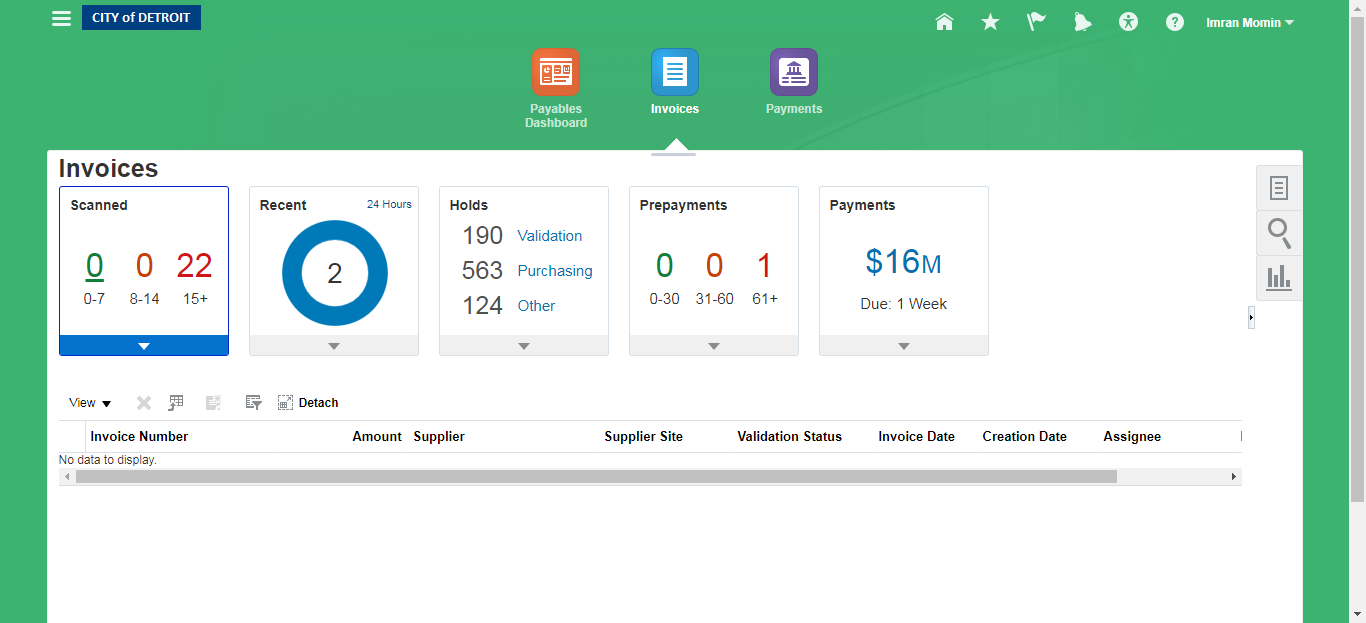 CITY of DETROIT
Imran Momin
Payables
Dashboard
Invoices
Payments
Invoices
Scanned
0 0 22
0-7 8-14 15+
Recent 24 Hours
2
Holds
190 Validation
563 Purchasing
124 Other
Prepayments
0 0 1
0-30 31-60 61+
Payments
$16M
Due: 1 Week
View Detach
Invoice Number Amount Supplier Supplier Site Validation Status Invoice Date Creation Date Assignee
No data to display.